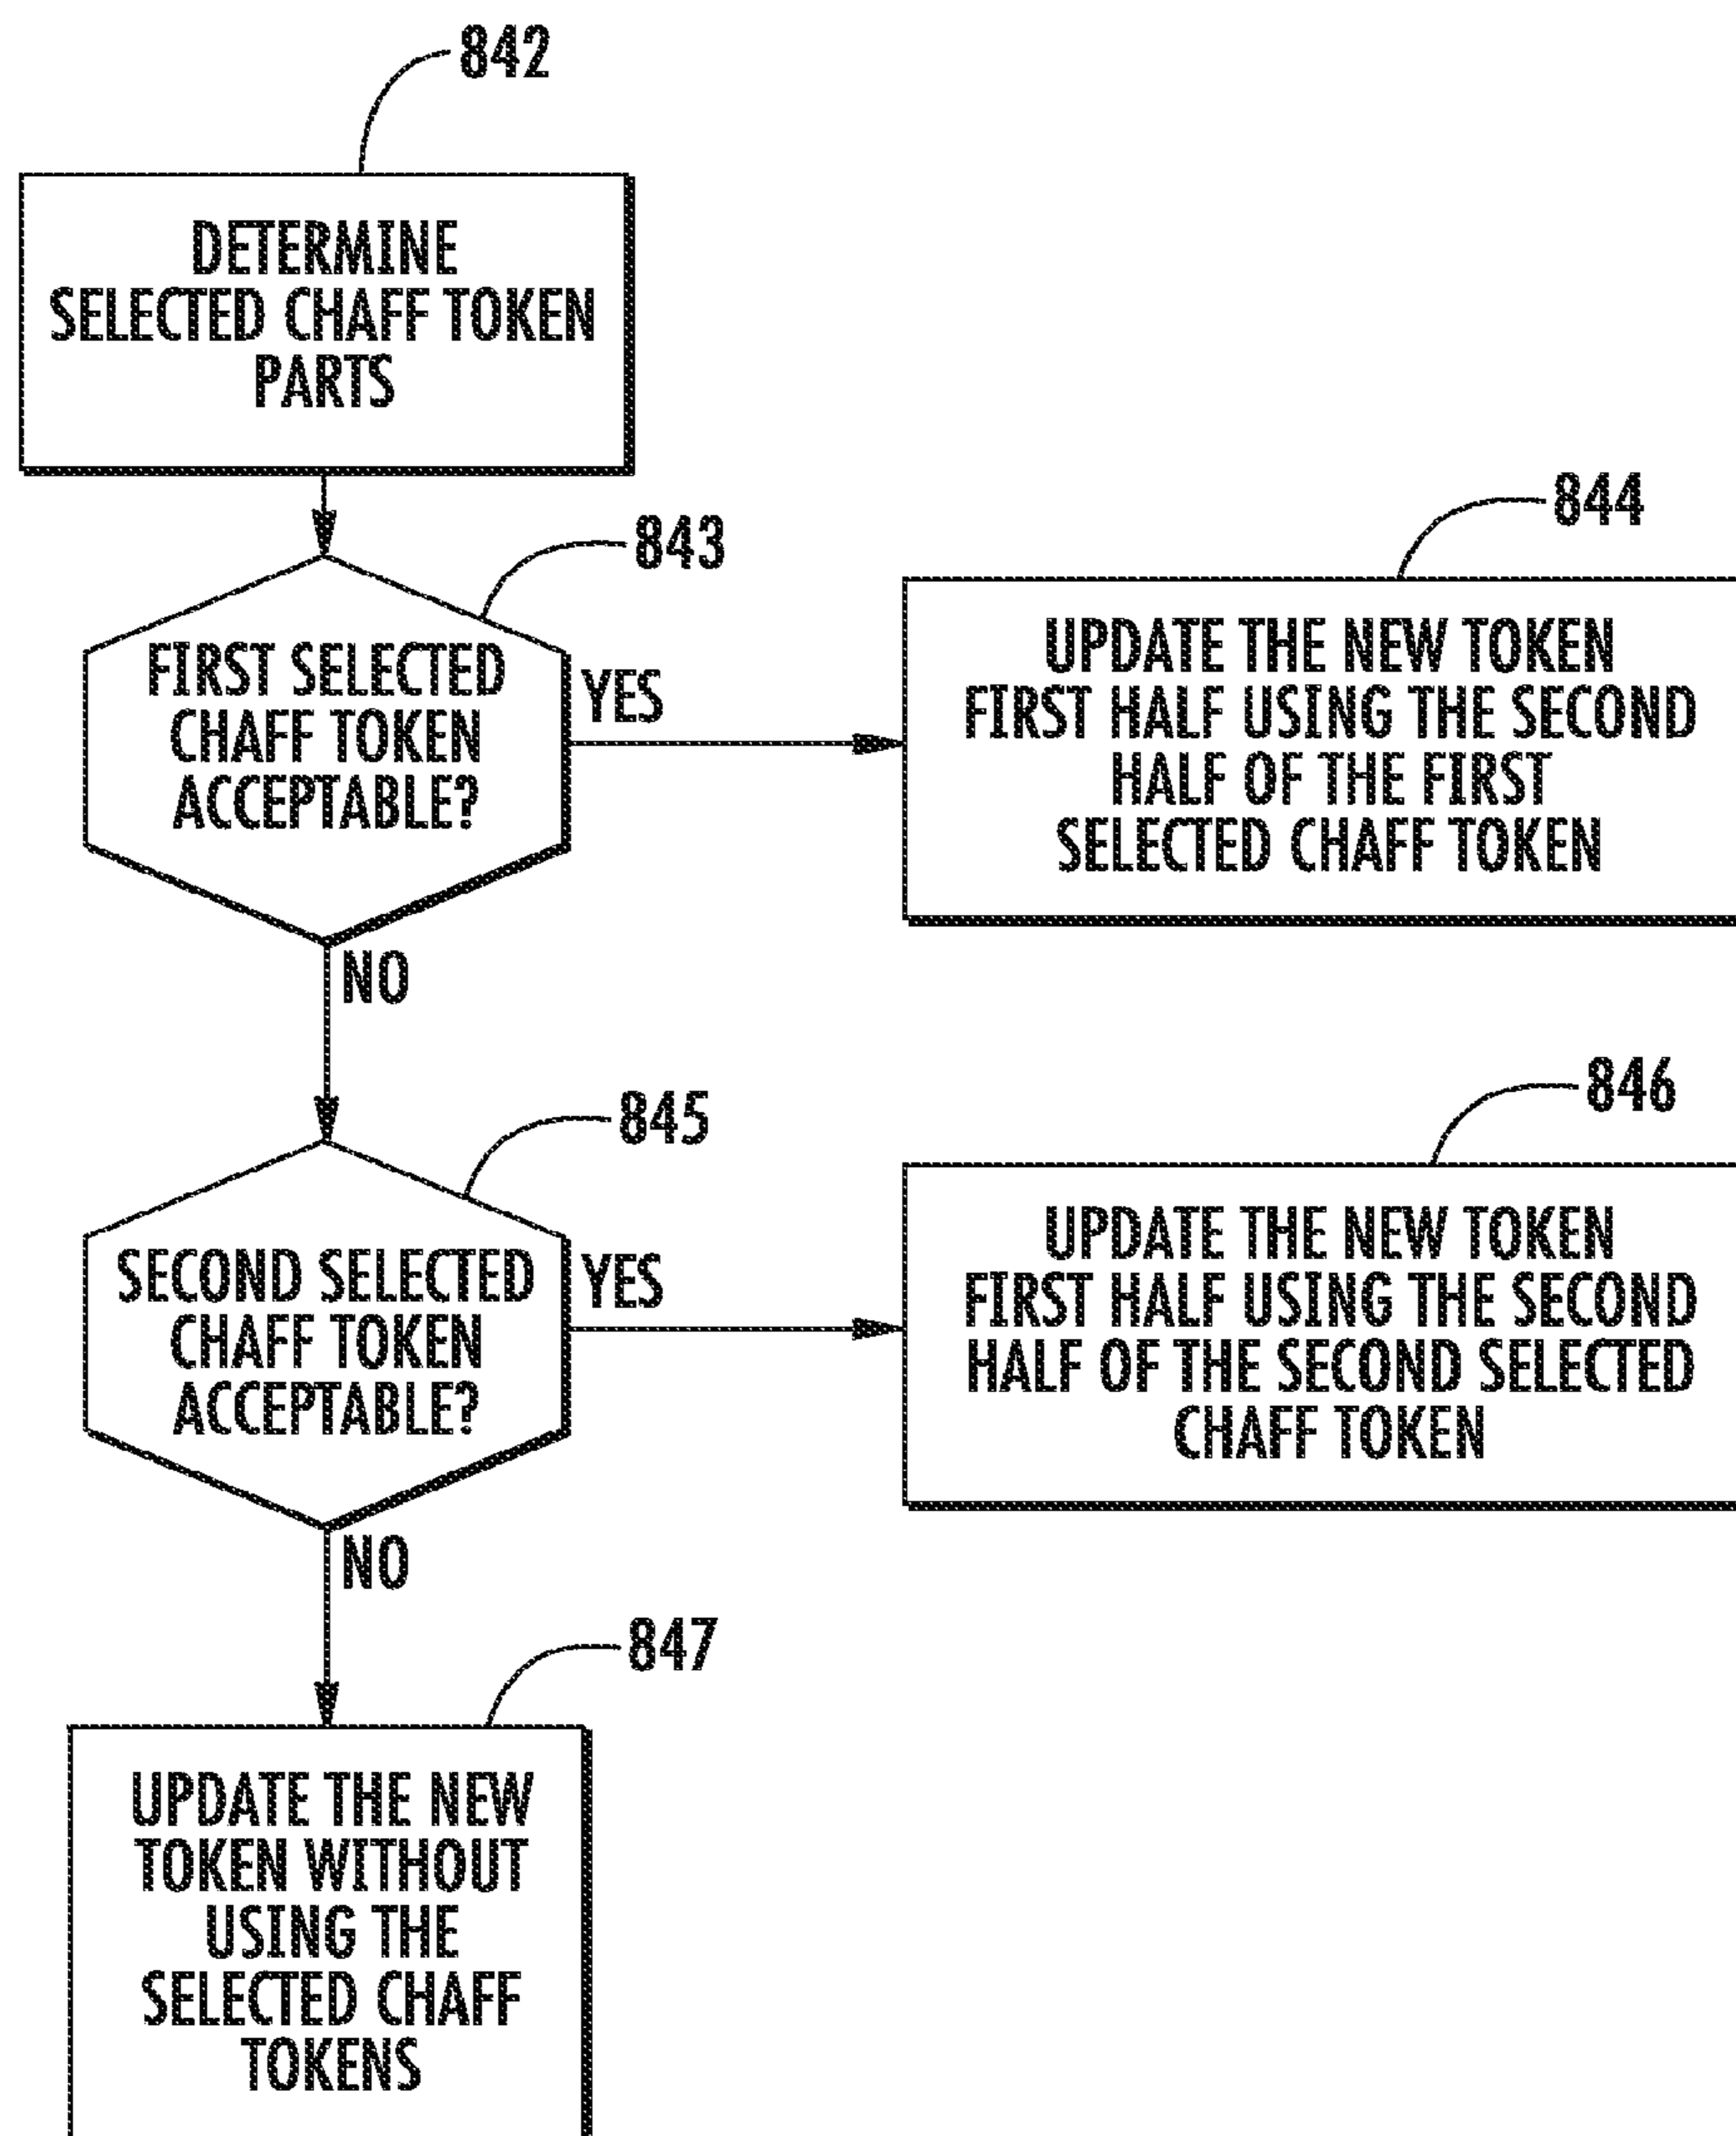 842
DETERMINE
SELECTED CHAFF TOKEN
PARTS
843
FIRST SELECTED
CHAFF TOKEN
ACCEPTABLE?
YES
844
UPDATE THE NEW TOKEN
FIRST HALF USING THE SECOND
HALF OF THE FIRST
SELECTED CHAFF TOKEN
NO
845
SECOND SELECTED
CHAFF TOKEN
ACCEPTABLE?
YES
846
UPDATE THE NEW TOKEN
FIRST HALF USING THE SECOND
HALF OF THE SECOND SELECTED
CHAFF TOKEN
NO
847
UPDATE THE NEW
TOKEN WITHOUT
USING THE
SELECTED CHAFF
TOKENS